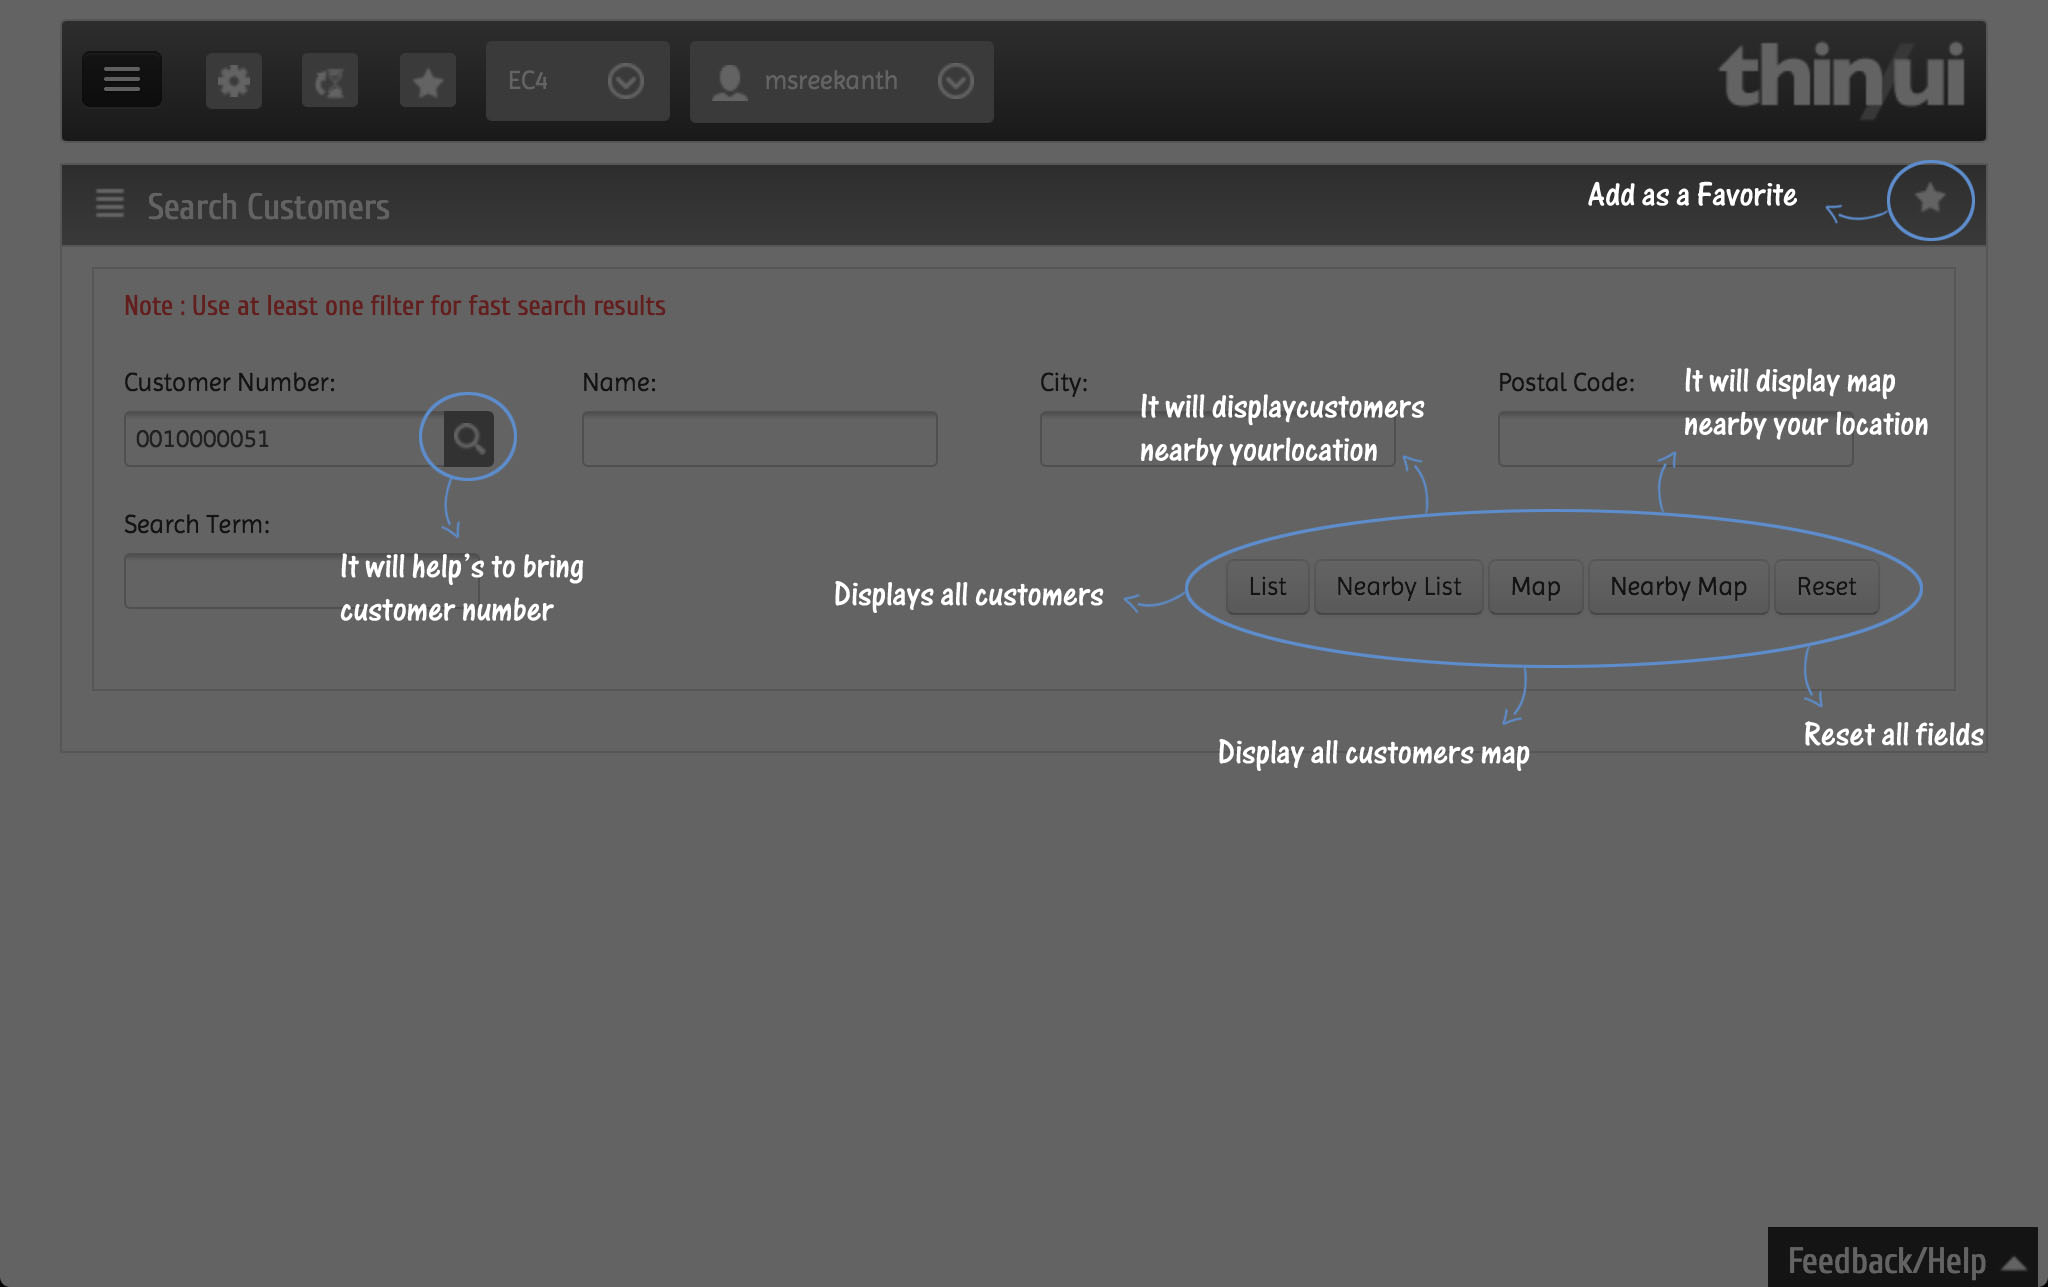 EC4
msreekanth
thin/ui
Search Customers
Add as a Favorite
Note : Use at least one filter for fast search results
Customer Number:
Name:
City:
Postal Code:
It will display map
nearby your location
It will displaycustomers
nearby yourlocation
0010000051
Search Term:
It will help's to bring
customer number
Displays all customers
List
Nearby List
Map
Nearby Map
Reset
Display all customers map
Reset all fields
Feedback/Help